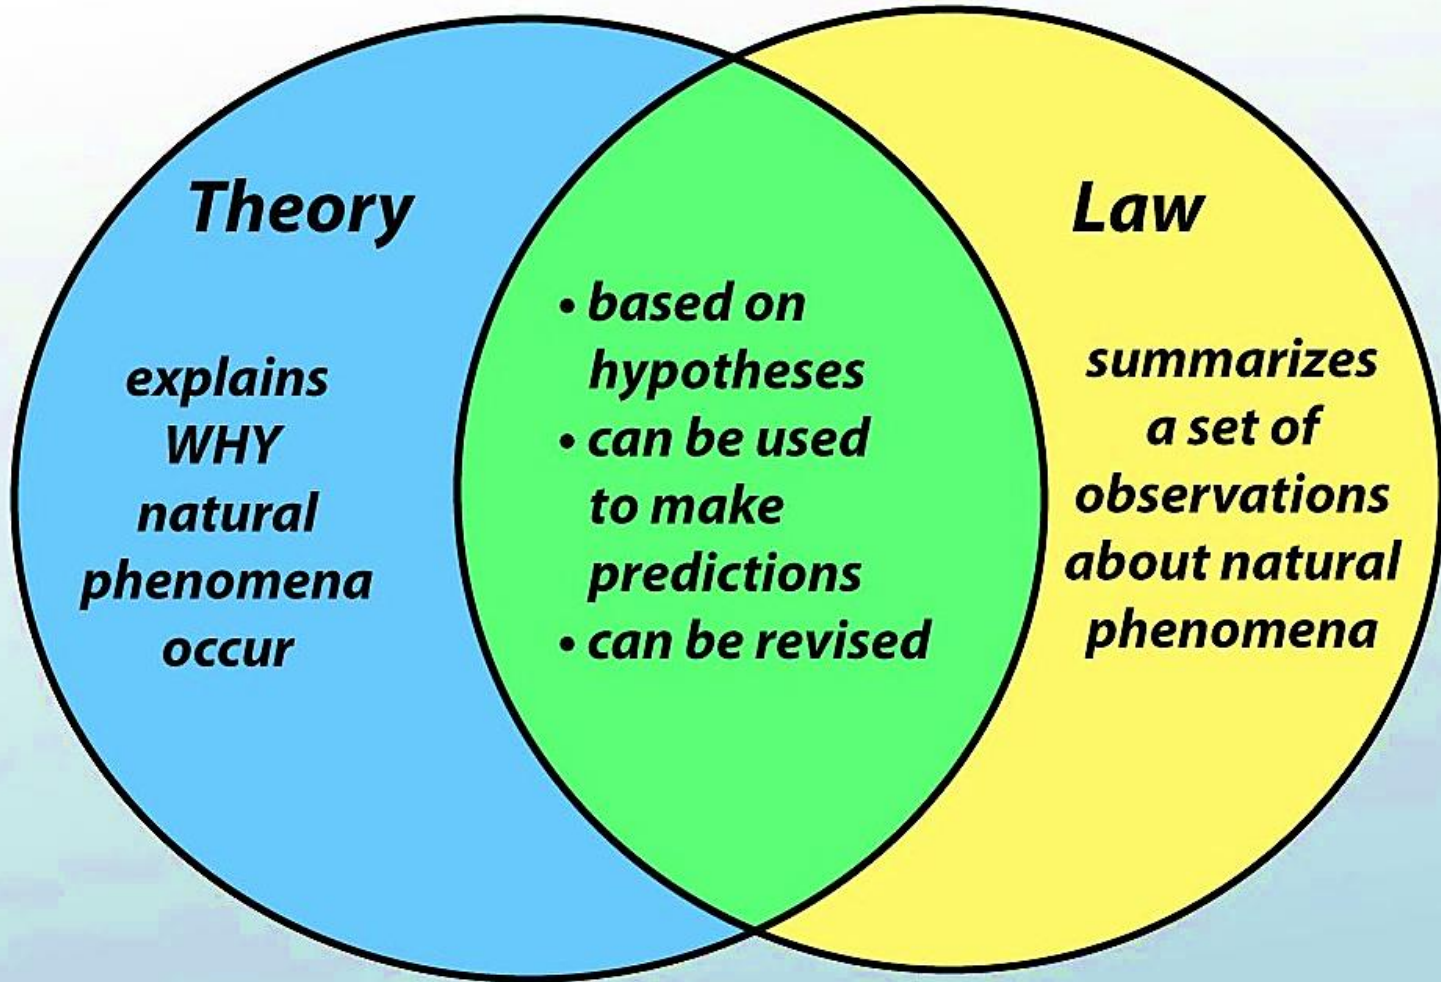 Theory
explains
WHY
natural
phenomena
occur
• based on
hypotheses
• can be used
to make
predictions
• can be revised
Law
summarizes
a set of
observations
about natural
phenomena